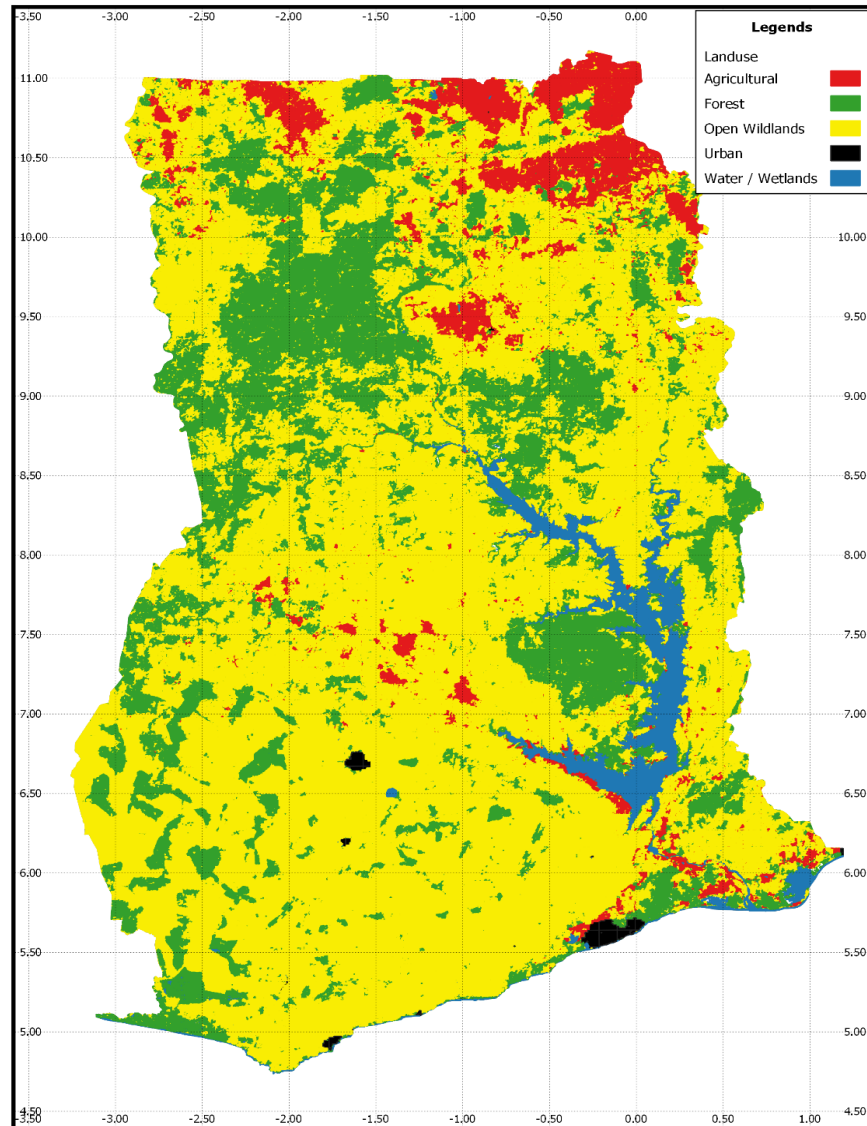 -3.50 -3.00 -2.50 -2.00 -1.50 -1.00 -0.50 0.00
Legends
Landuse
Agricultural
Forest
Open Wildlands
Urban
Water / Wetlands
11.00
10.50
10.00 10.00
9.50 9.50
9.00 9.00
8.50 8.50
8.00 8.00
7.50 7.50
7.00 7.00
6.50 6.50
6.00 6.00
5.50 5.50
5.00 5.00
4.50 4.50
-3.50 -3.00 -2.50 -2.00 -1.50 -1.00 -0.50 0.00 0.50 1.00